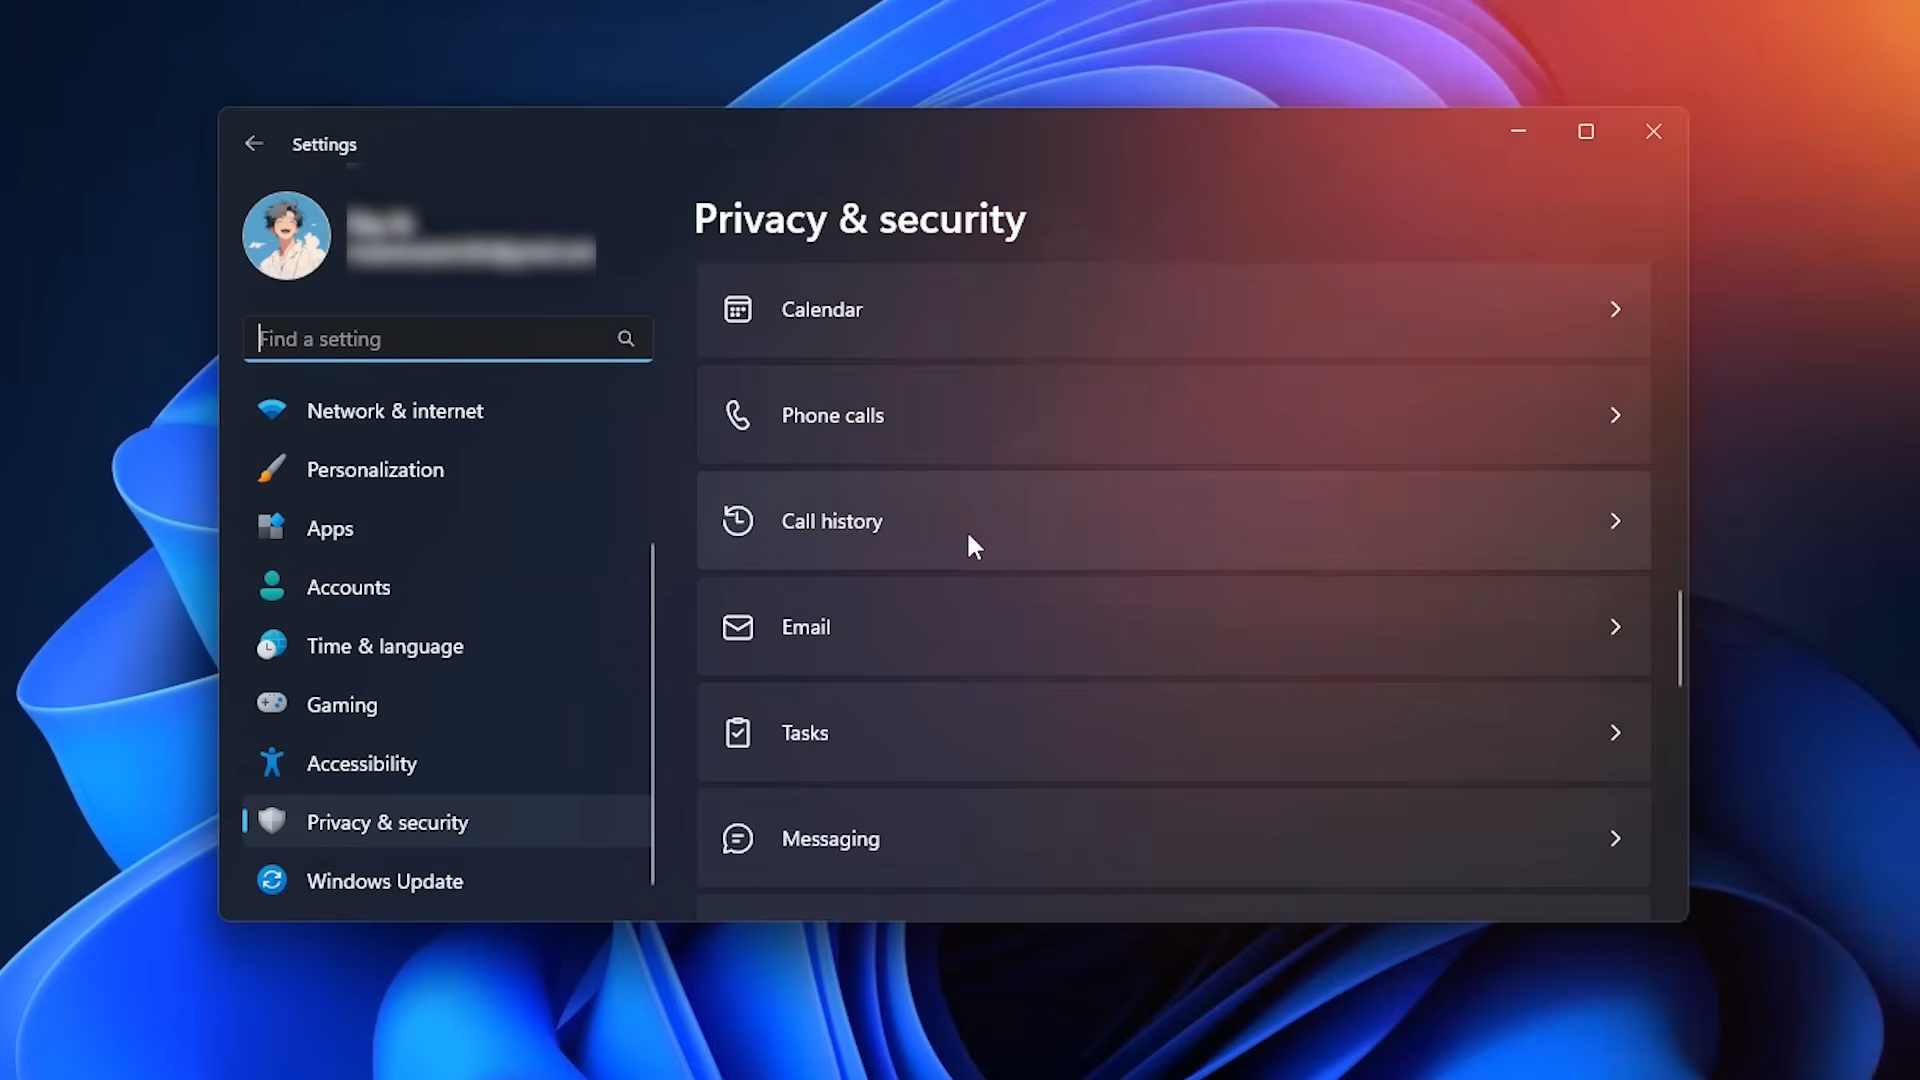 Settings
Find a setting
Network & internet
Personalization
Apps
Accounts
Time & language
Gaming
Accessibility
Privacy & security
Windows Update
Privacy & security
Calendar
Phone calls
Call history
Email
Tasks
Messaging